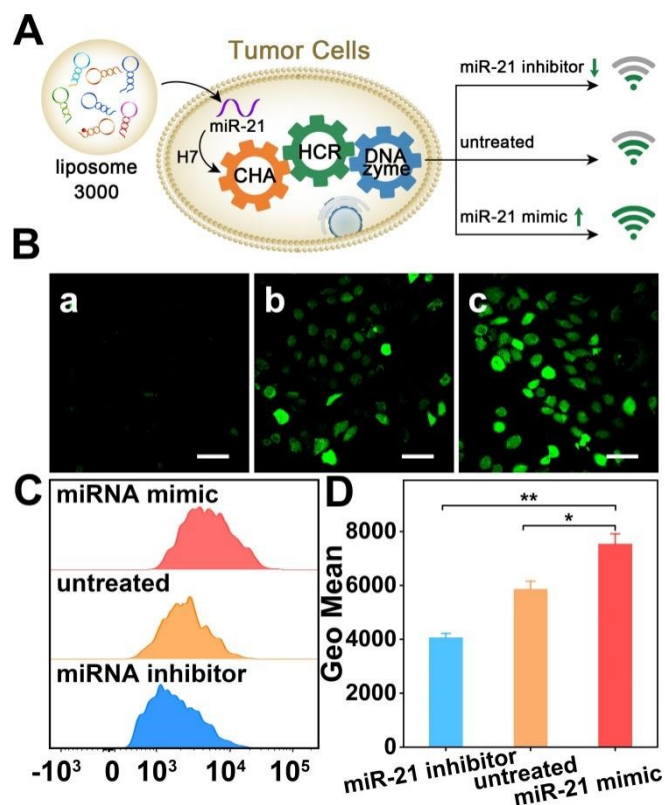 A
Tumor Cells
miR-21 inhibitor ↓
miR-21
H7
CHA
HCR
DNA
zyme
untreated
liposome
3000
miR-21 mimic ↑
B
a
b
c
C
miRNA mimic
untreated
miRNA inhibitor
-10³ 0 10³ 10⁴ 10⁵
D
**
*
Geo Mean
8000
6000
4000
2000
0
miR-21 inhibitor
untreated
miR-21 mimic